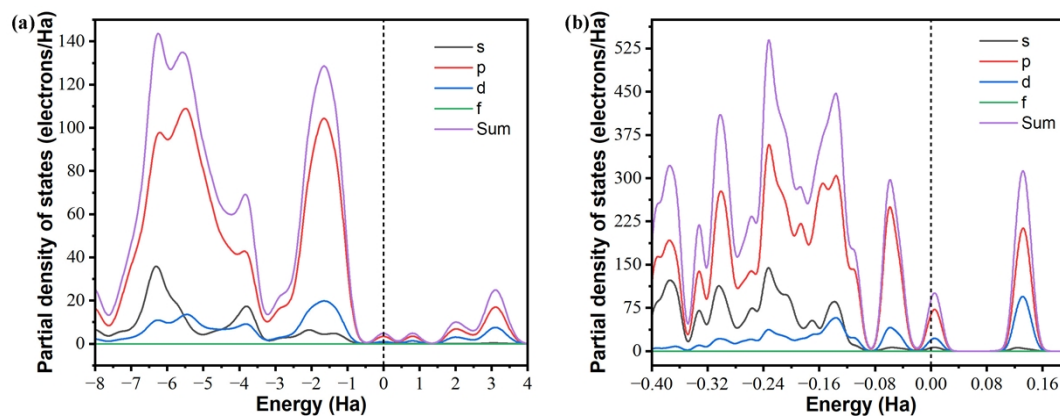 (a)
Partial density of states (electrons/Ha)
140
120
100
80
60
40
20
0
−8 −7 −6 −5 −4 −3 −2 −1 0 1 2 3 4
Energy (Ha)
s
p
d
f
Sum
(b)
Partial density of states (electrons/Ha)
525
450
375
300
225
150
75
0
−0.40 −0.32 −0.24 −0.16 −0.08 0.00 0.08 0.16
Energy (Ha)
s
p
d
f
Sum